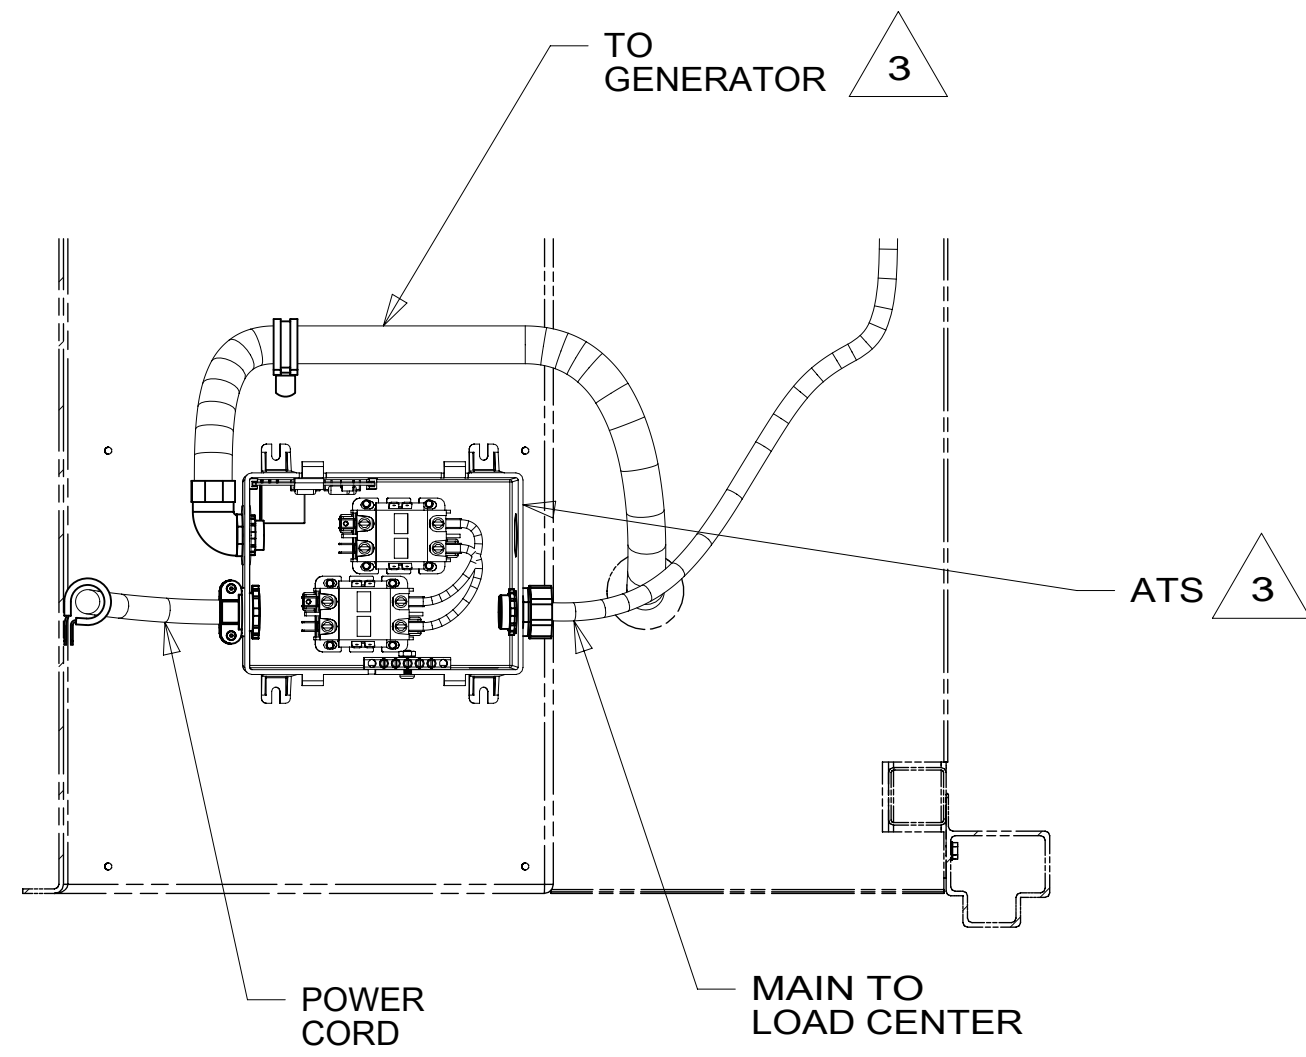 TO
GENERATOR
3
ATS
3
POWER
CORD
MAIN TO
LOAD CENTER